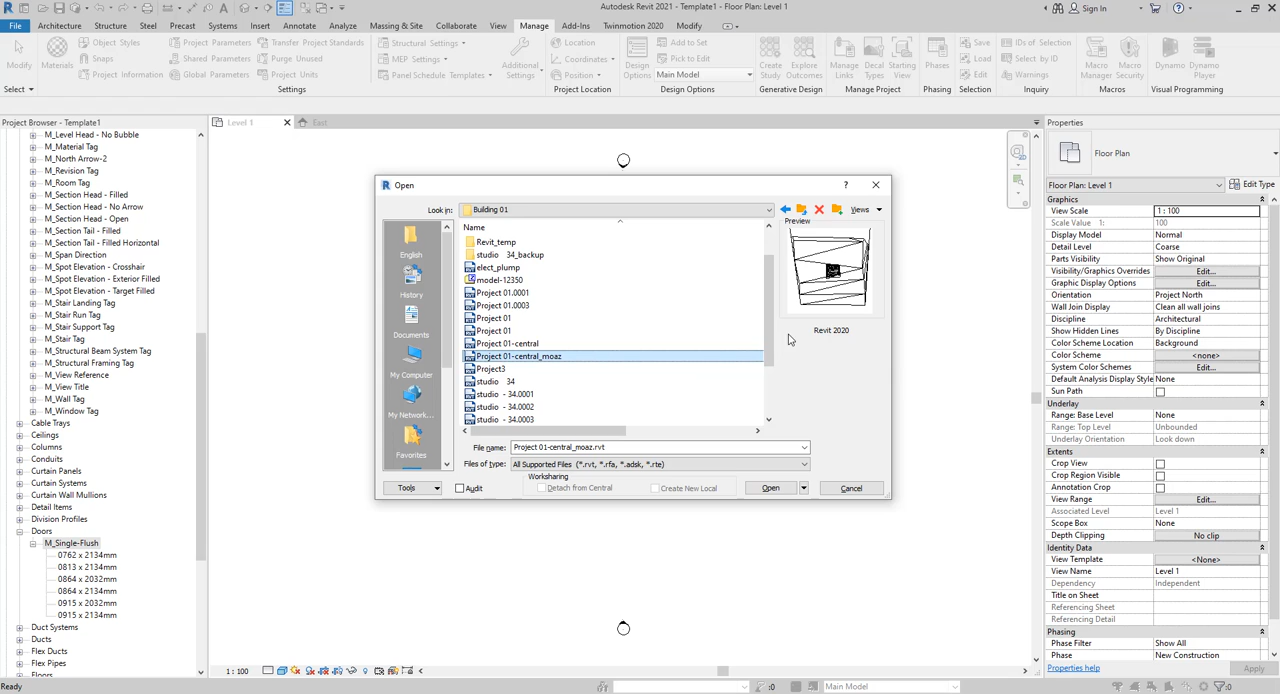 Autodesk Revit 2021 - Template1 - Floor Plan: Level 1
Sign In
File Architecture Structure Steel Precast Systems Insert Annotate Analyze Massing & Site Collaborate View Manage Add-Ins Twinmotion 2020 Modify
Modify
Materials
Object Styles
Snaps
Project Information
Project Parameters
Shared Parameters
Global Parameters
Transfer Project Standards
Purge Unused
Project Units
Structural Settings
MEP Settings
Panel Schedule Templates
Additional Settings
Location
Coordinates
Position
Design Options
Add to Set
Pick to Edit
Main Model
Create Study
Explore Outcomes
Manage Links
Decal Types
Starting View
Phases
Save
Load
Edit
IDs of Selection
Select by ID
Warnings
Macro Manager
Macro Security
Dynamo
Dynamo Player
Select
Settings
Project Location
Design Options
Generative Design
Manage Project
Phasing
Selection
Inquiry
Macros
Visual Programming
Project Browser - Template1
M_Level Head - No Bubble
M_Material Tag
M_North Arrow-2
M_Revision Tag
M_Room Tag
M_Section Head - Filled
M_Section Head - No Arrow
M_Section Head - Open
M_Section Tail - Filled
M_Section Tail - Filled Horizontal
M_Span Direction
M_Spot Elevation - Crosshair
M_Spot Elevation - Exterior Filled
M_Spot Elevation - Target Filled
M_Stair Landing Tag
M_Stair Run Tag
M_Stair Support Tag
M_Stair Tag
M_Structural Beam System Tag
M_Structural Framing Tag
M_View Reference
M_View Title
M_Wall Tag
M_Window Tag
Cable Trays
Ceilings
Columns
Conduits
Curtain Panels
Curtain Systems
Curtain Wall Mullions
Detail Items
Division Profiles
Doors
M_Single-Flush
0762 x 2134mm
0813 x 2134mm
0864 x 2032mm
0864 x 2134mm
0915 x 2032mm
0915 x 2134mm
Duct Systems
Ducts
Flex Ducts
Flex Pipes
Floors
Level 1
East
Open
Look in:
Building 01
Views
English
History
Documents
My Computer
My Network...
Favorites
Name
Revit_temp
studio 34_backup
elect_plump
model-12350
Project 01.0001
Project 01.0003
Project 01
Project 01
Project 01-central
Project 01-central_moaz
Project3
studio 34
studio - 34.0001
studio - 34.0002
studio - 34.0003
Preview
Revit 2020
File name:
Project 01-central_moaz.rvt
Files of type:
All Supported Files (*.rvt, *.rfa, *.adsk, *.rte)
Worksharing
Tools
Audit
Detach from Central
Create New Local
Open
Cancel
Properties
Floor Plan
Floor Plan: Level 1
Edit Type
Graphics
View Scale 1 : 100
Scale Value 1: 100
Display Model Normal
Detail Level Coarse
Parts Visibility Show Original
Visibility/Graphics Overrides Edit...
Graphic Display Options Edit...
Orientation Project North
Wall Join Display Clean all wall joins
Discipline Architectural
Show Hidden Lines By Discipline
Color Scheme Location Background
Color Scheme <none>
System Color Schemes Edit...
Default Analysis Display Style None
Sun Path
Underlay
Range: Base Level None
Range: Top Level Unbounded
Underlay Orientation Look down
Extents
Crop View
Crop Region Visible
Annotation Crop
View Range Edit...
Associated Level Level 1
Scope Box None
Depth Clipping No clip
Identity Data
View Template <None>
View Name Level 1
Dependency Independent
Title on Sheet
Referencing Sheet
Referencing Detail
Phasing
Phase Filter Show All
Phase New Construction
Properties help
Apply
1 : 100
Ready
:0
Main Model
:0